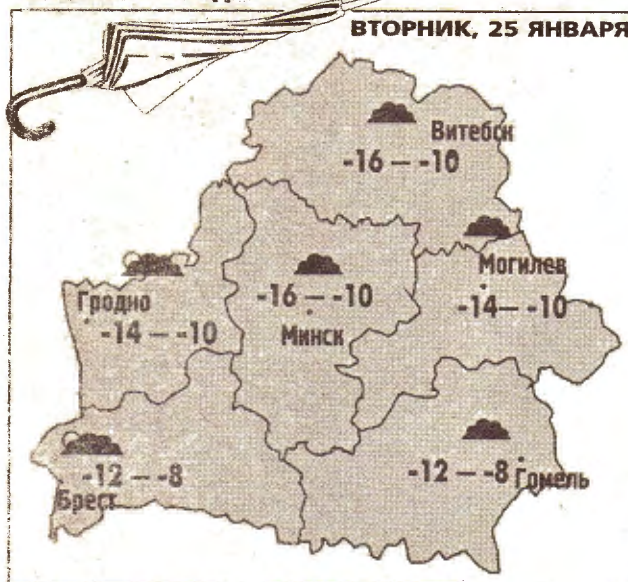 ВТОРНИК, 25 ЯНВАРЯ
Витебск
-16 — -10
Могилев
-14 — -10
-16 — -10
Минск
Гродно
-14 — -10
-12 — -8
Брест
-12 — -8
Гомель